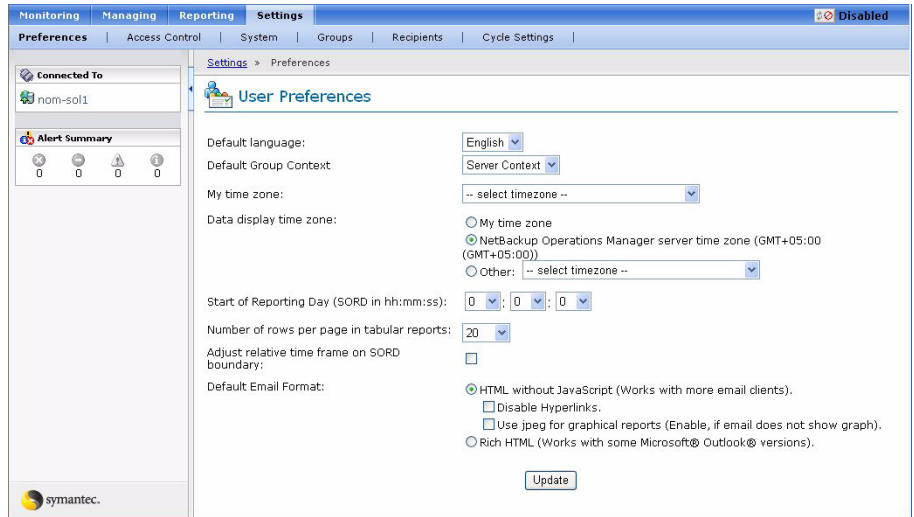 Monitoring Managing Reporting Settings Disabled
Preferences | Access Control | System | Groups | Recipients | Cycle Settings |
Settings » Preferences
Connected To
nom-sol1
Alert Summary
0 0 0 0
User Preferences
Default language: English
Default Group Context Server Context
My time zone: -- select timezone --
Data display time zone: My time zone
NetBackup Operations Manager server time zone (GMT+05:00
(GMT+05:00))
Other: -- select timezone --
Start of Reporting Day (SORD in hh:mm:ss): 0 : 0 : 0
Number of rows per page in tabular reports: 20
Adjust relative time frame on SORD
boundary:
Default Email Format: HTML without JavaScript (Works with more email clients).
Disable Hyperlinks.
Use jpeg for graphical reports (Enable, if email does not show graph).
Rich HTML (Works with some Microsoft® Outlook® versions).
Update
symantec.